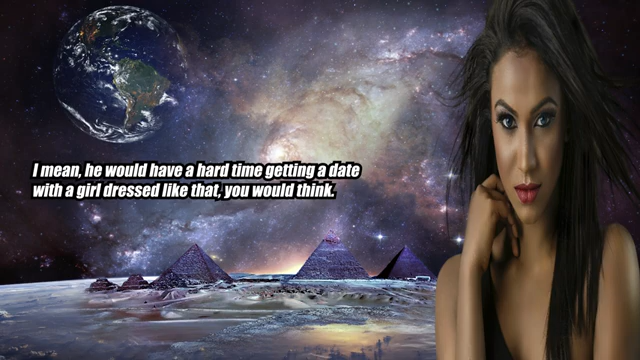 I mean, he would have a hard time getting a date
with a girl dressed like that, you would think.